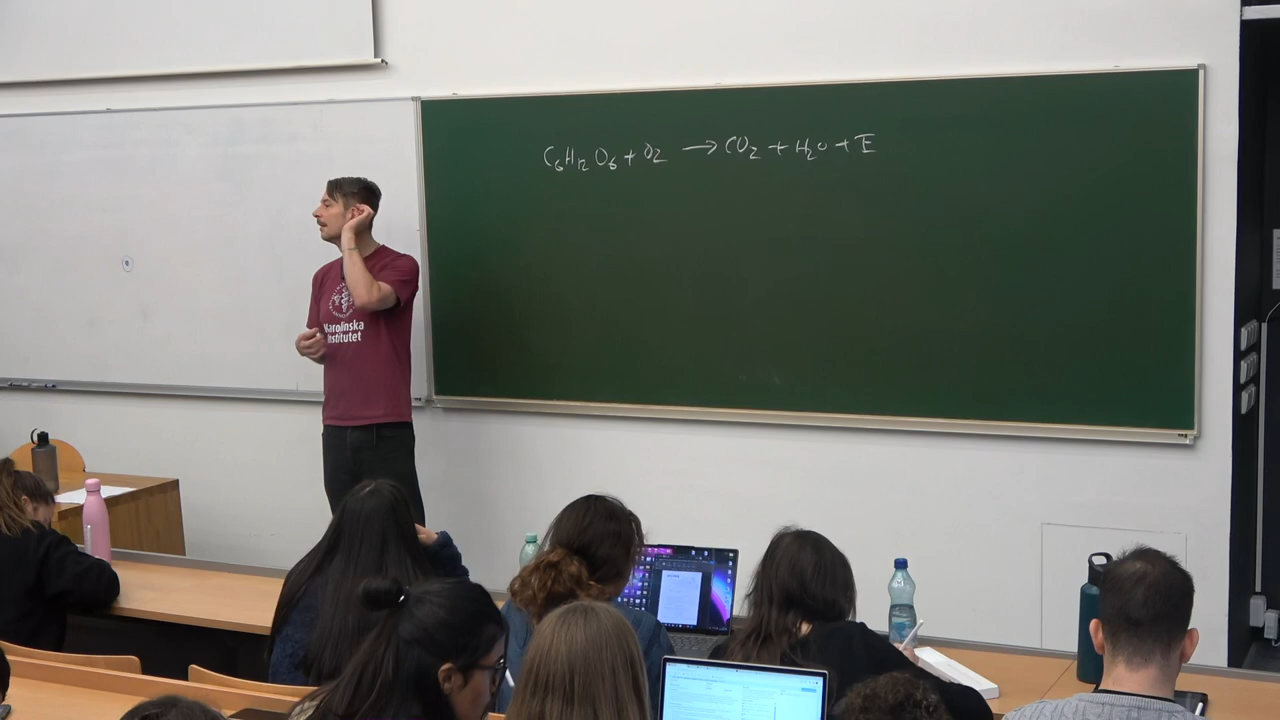 C₆H₁₂O₆ + O₂ → CO₂ + H₂O + E
Karolinska
Institutet